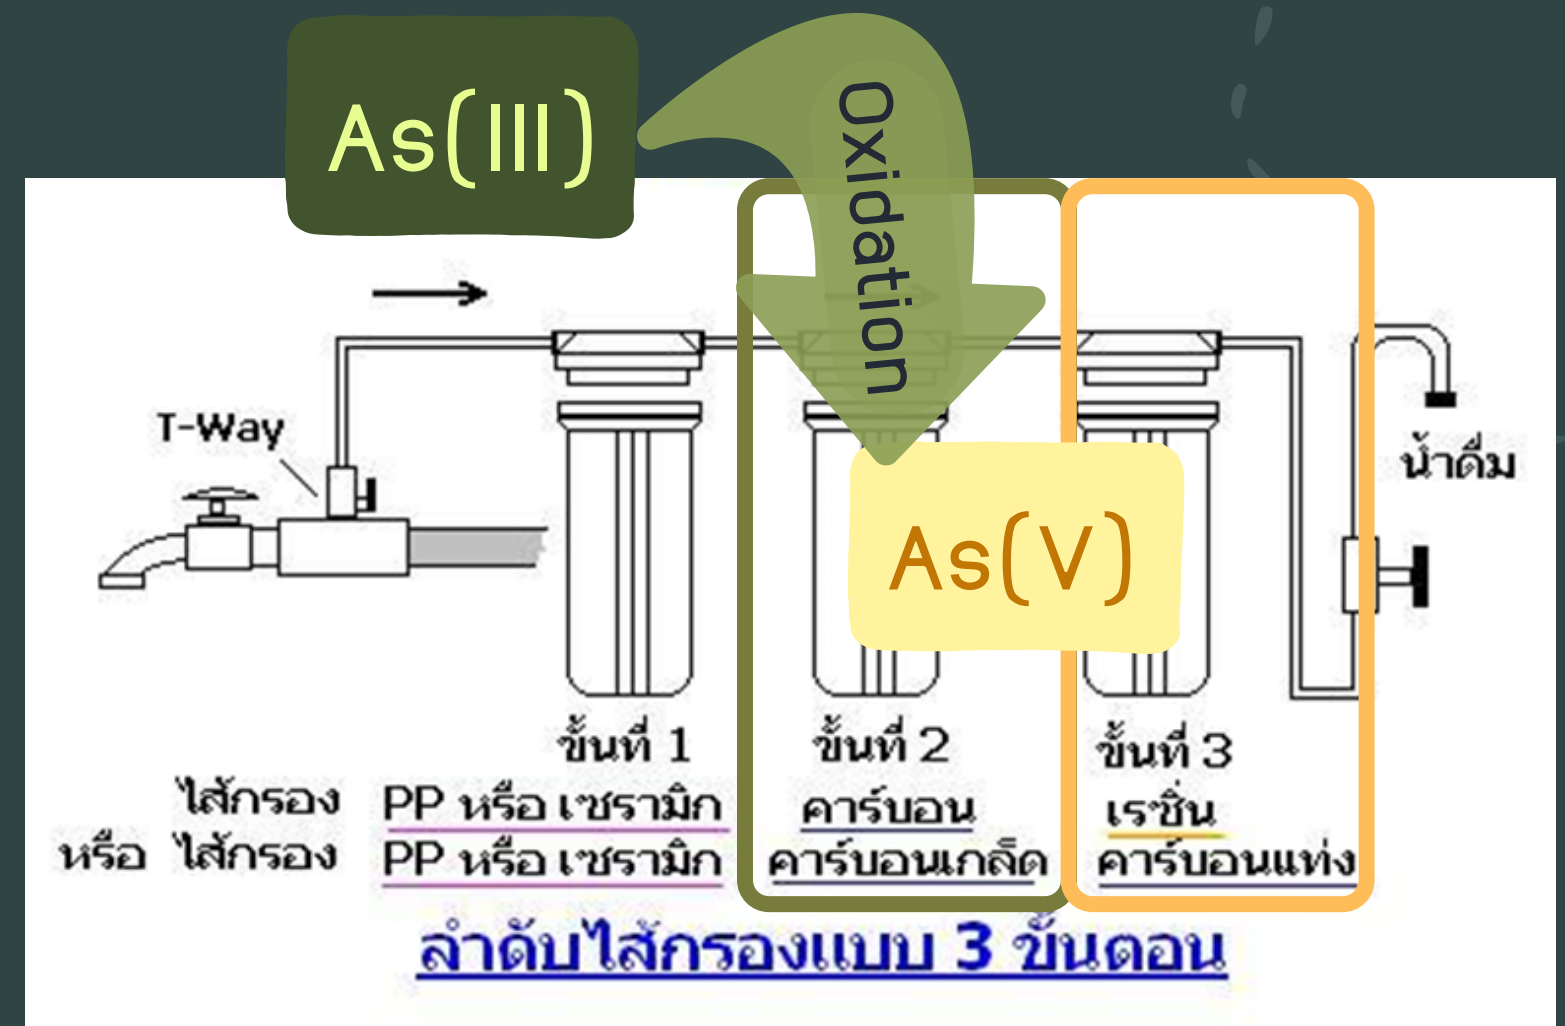 As(III)
Oxidation
T-Way
น้ำดื่ม
As(V)
ขั้นที่ 1
ขั้นที่ 2
ขั้นที่ 3
ไส้กรอง PP หรือ เซรามิก คาร์บอน เรซิ่น
หรือ ไส้กรอง PP หรือ เซรามิก คาร์บอนเกล็ด คาร์บอนแท่ง
ลำดับไส้กรองแบบ 3 ขั้นตอน